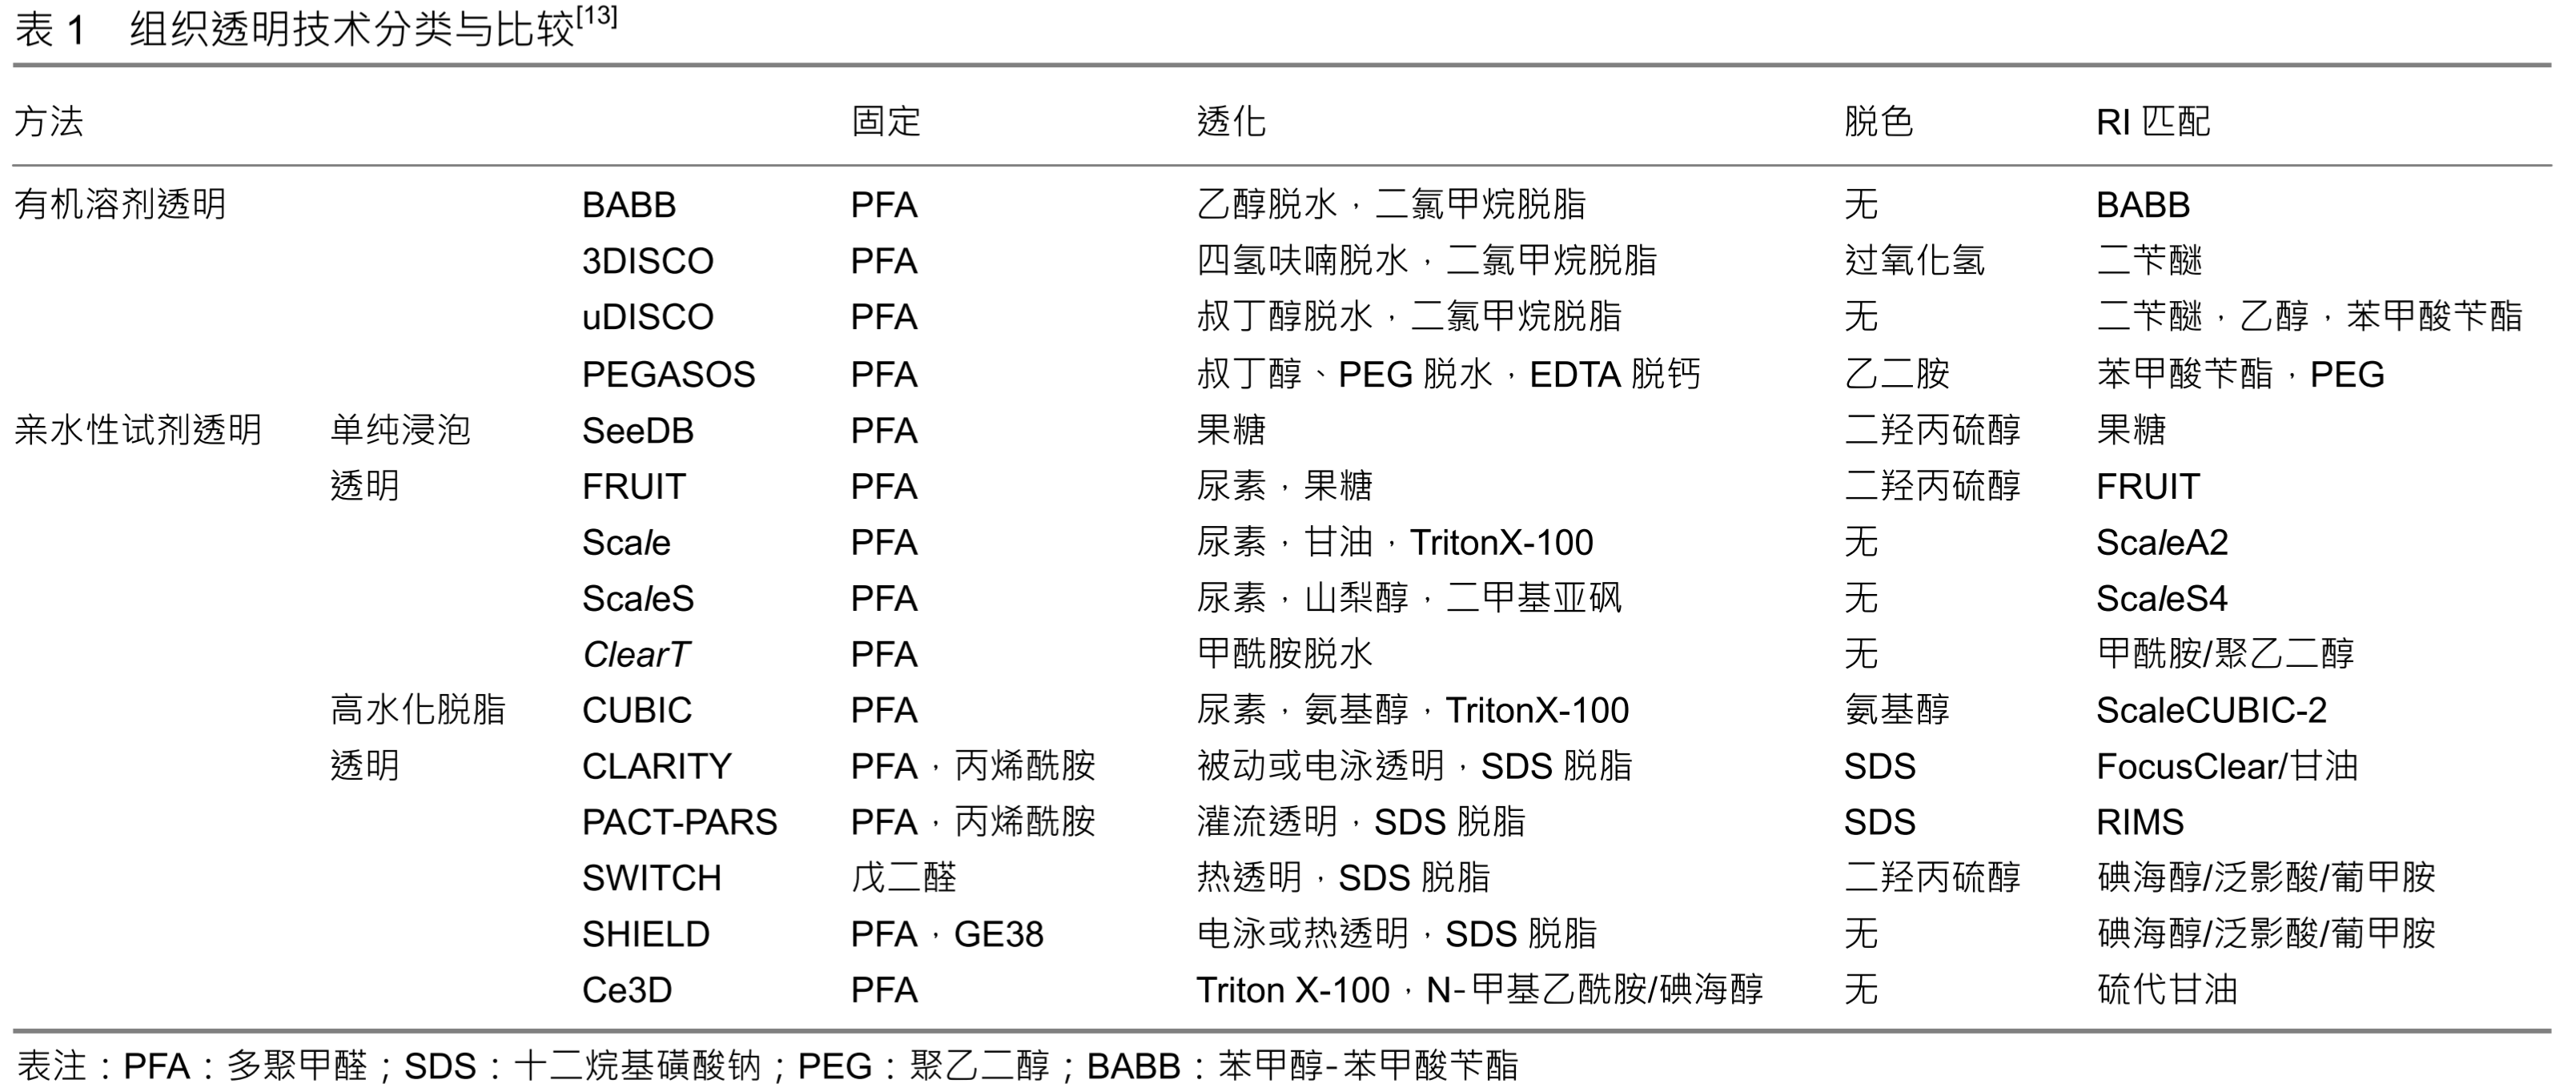 表 1 组织透明技术分类与比较[13]
方法 固定 透化 脱色 RI 匹配
有机溶剂透明 BABB PFA 乙醇脱水，二氯甲烷脱脂 无 BABB
3DISCO PFA 四氢呋喃脱水，二氯甲烷脱脂 过氧化氢 二苄醚
uDISCO PFA 叔丁醇脱水，二氯甲烷脱脂 无 二苄醚，乙醇，苯甲酸苄酯
PEGASOS PFA 叔丁醇、PEG 脱水，EDTA 脱钙 乙二胺 苯甲酸苄酯，PEG
亲水性试剂透明 单纯浸泡 SeeDB PFA 果糖 二羟丙硫醇 果糖
透明 FRUIT PFA 尿素，果糖 二羟丙硫醇 FRUIT
Scale PFA 尿素，甘油，TritonX-100 无 ScaleA2
ScaleS PFA 尿素，山梨醇，二甲基亚砜 无 ScaleS4
ClearT PFA 甲酰胺脱水 无 甲酰胺/聚乙二醇
高水化脱脂 CUBIC PFA 尿素，氨基醇，TritonX-100 氨基醇 ScaleCUBIC-2
透明 CLARITY PFA，丙烯酰胺 被动或电泳透明，SDS 脱脂 SDS FocusClear/甘油
PACT-PARS PFA，丙烯酰胺 灌流透明，SDS 脱脂 SDS RIMS
SWITCH 戊二醛 热透明，SDS 脱脂 二羟丙硫醇 碘海醇/泛影酸/葡甲胺
SHIELD PFA，GE38 电泳或热透明，SDS 脱脂 无 碘海醇/泛影酸/葡甲胺
Ce3D PFA Triton X-100，N-甲基乙酰胺/碘海醇 无 硫代甘油
表注：PFA：多聚甲醛；SDS：十二烷基磺酸钠；PEG：聚乙二醇；BABB：苯甲醇-苯甲酸苄酯